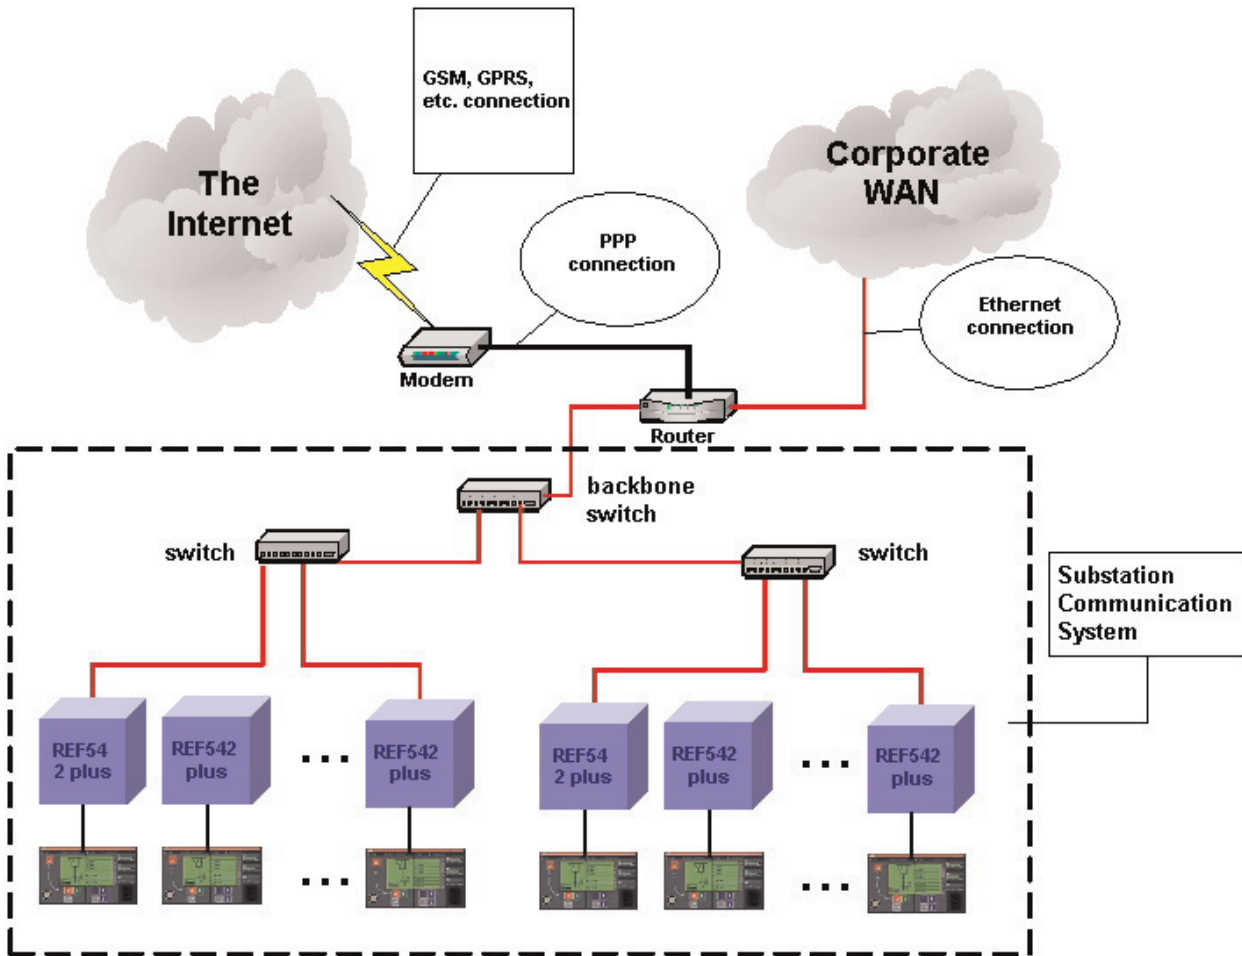 GSM, GPRS,
etc. connection
The
Internet
Corporate
WAN
PPP
connection
Ethernet
connection
Modem
Router
backbone
switch
switch
switch
Substation
Communication
System
REF54
2 plus
REF542
plus
REF542
plus
REF54
2 plus
REF542
plus
REF542
plus